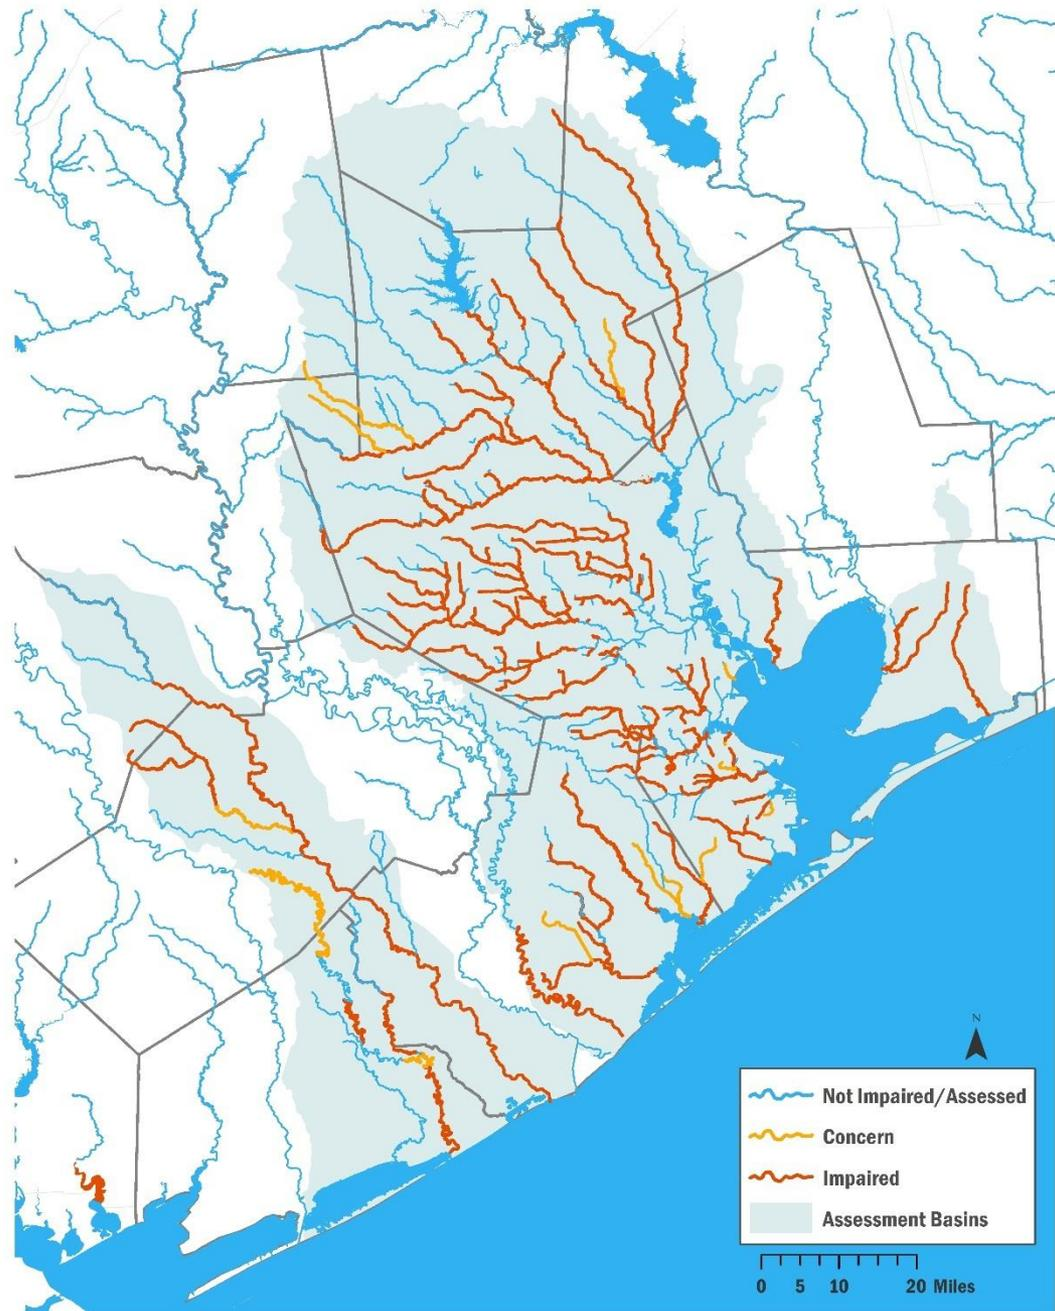 N
Not Impaired/Assessed
Concern
Impaired
Assessment Basins
0 5 10 20 Miles